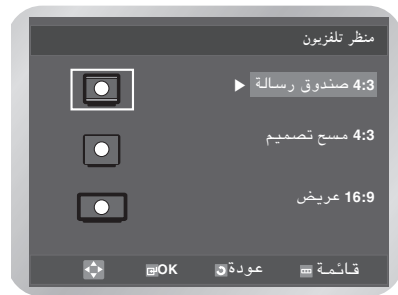 منظر تلفزيون
4:3 صندوق رسالة
4:3 مسح تصميم
16:9 عريض
قائمة عودة OK